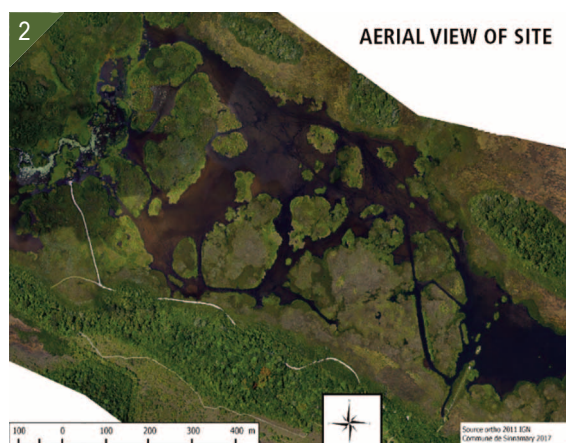 2
AERIAL VIEW OF SITE
100 0 100 200 300 400 m
Source ortho 2011 IGN
Commune de Sinnamary 2017